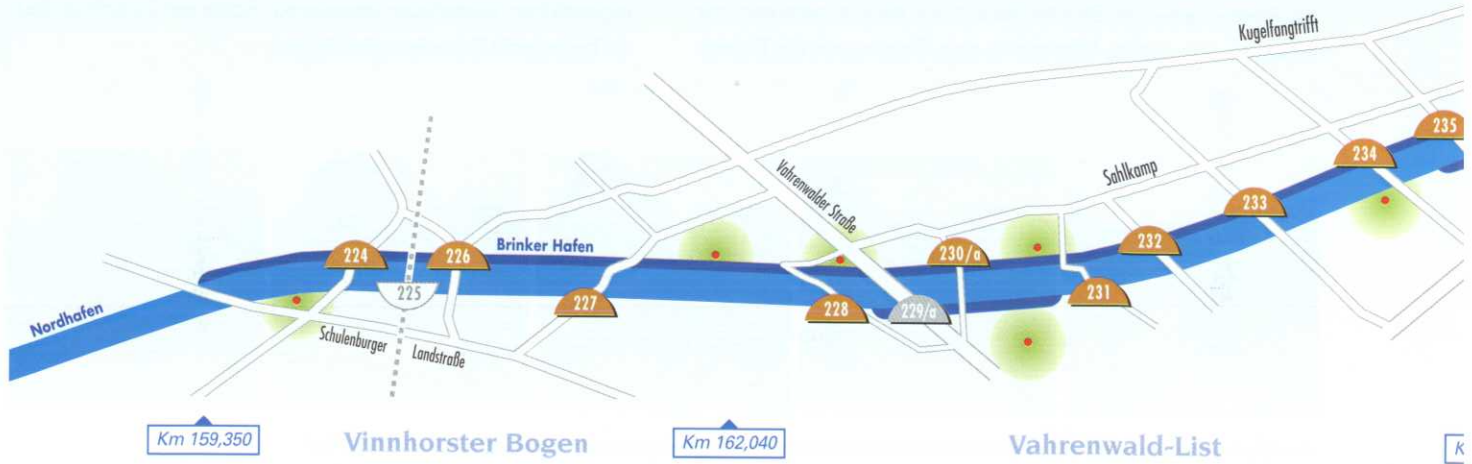 Kugelfangtrifft
235
234
Vahrenwalder Straße
Sahlkamp
233
232
224
226
Brinker Hafen
230/a
225
227
228
229/a
231
Nordhafen
Schulenburger Landstraße
Km 159,350
Vinnhorster Bogen
Km 162,040
Vahrenwald-List
K